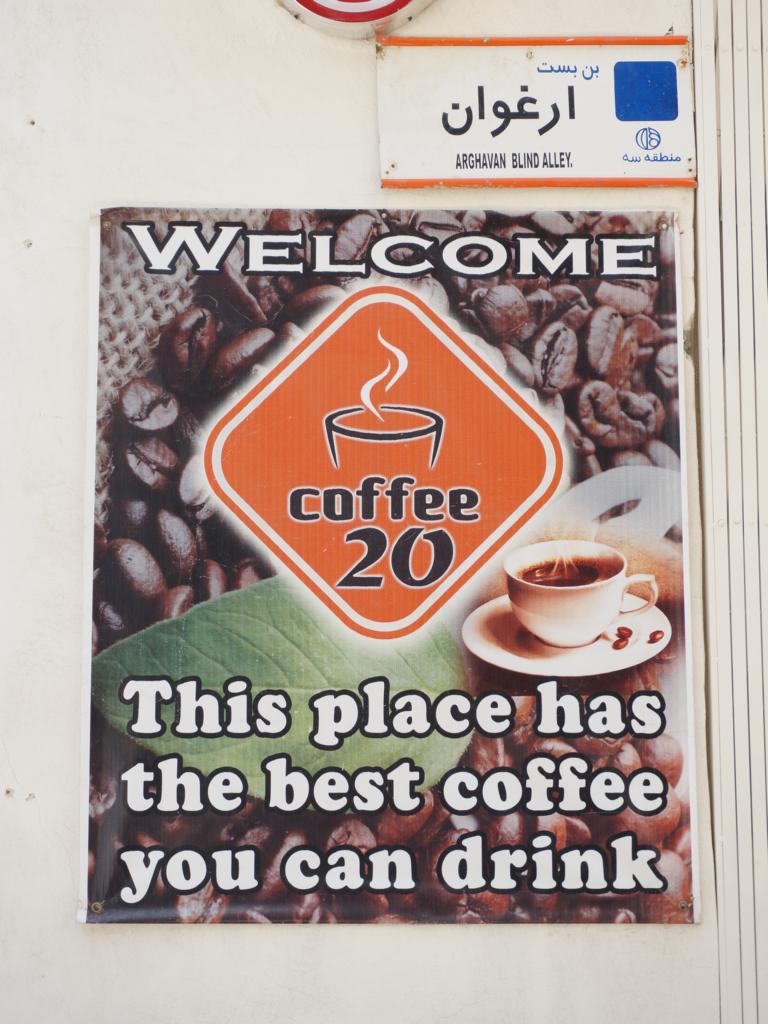 بن بست
ارغوان
ARGHAVAN BLIND ALLEY.
منطقه سه
WELCOME
coffee
20
This place has
the best coffee
you can drink